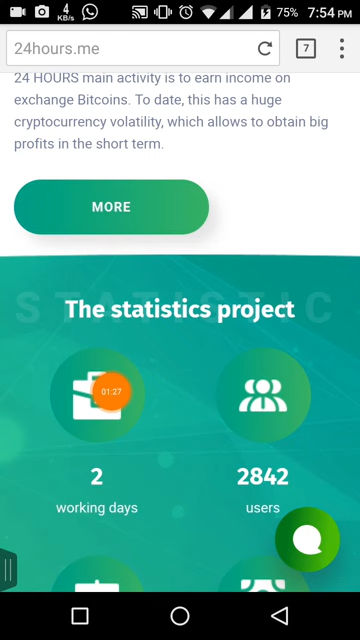 4
KB/s
75%
7:54 PM
24hours.me
7
24 HOURS main activity is to earn income on
exchange Bitcoins. To date, this has a huge
cryptocurrency volatility, which allows to obtain big
profits in the short term.
MORE
STATISTIC
The statistics project
01:27
2
2842
working days
users